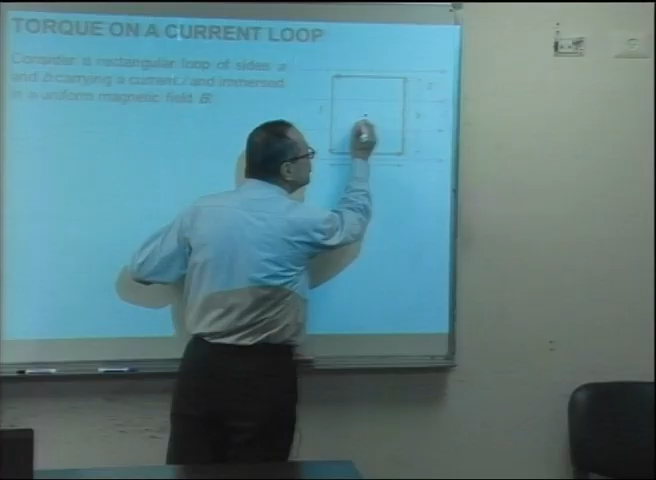 TORQUE ON A CURRENT LOOP
Consider a rectangular loop of sides a
and b carrying a current i and immersed
in a uniform magnetic field B